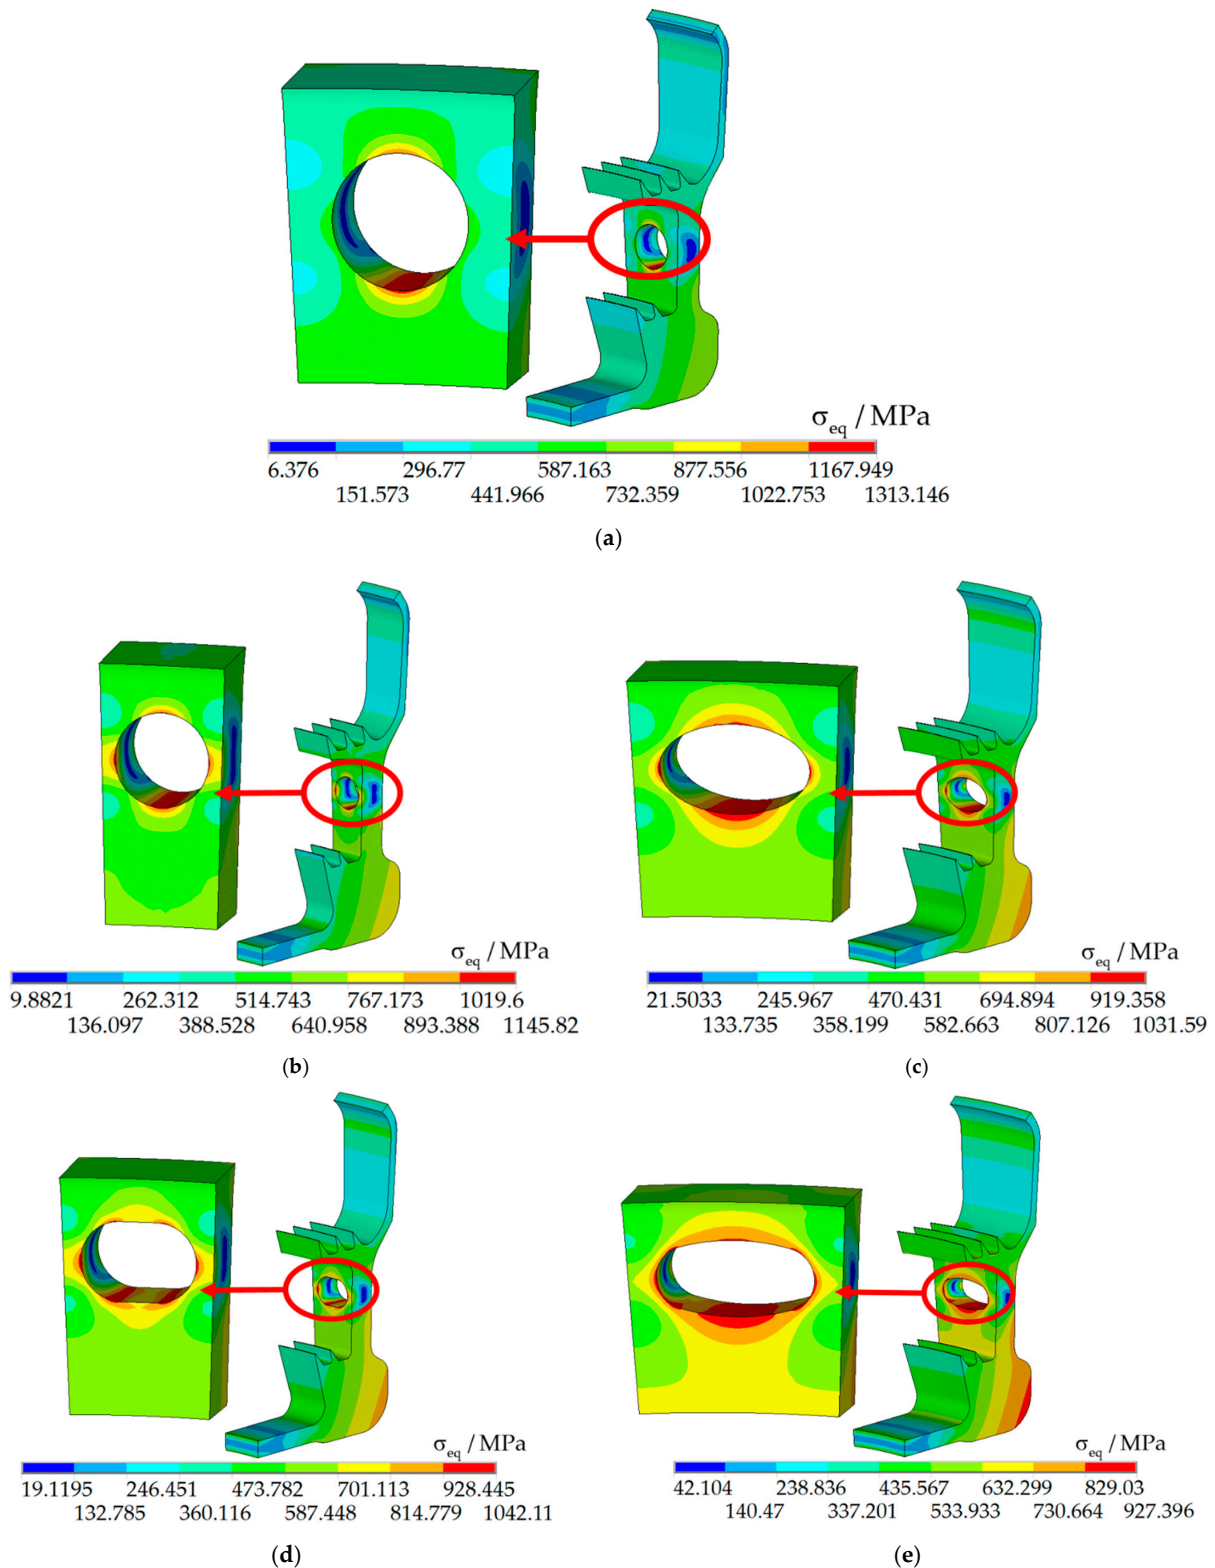 σeq / MPa
6.376 296.77 587.163 877.556 1167.949
151.573 441.966 732.359 1022.753 1313.146
(a)
σeq / MPa
9.8821 262.312 514.743 767.173 1019.6
136.097 388.528 640.958 893.388 1145.82
(b)
σeq / MPa
21.5033 245.967 470.431 694.894 919.358
133.735 358.199 582.663 807.126 1031.59
(c)
σeq / MPa
19.1195 246.451 473.782 701.113 928.445
132.785 360.116 587.448 814.779 1042.11
(d)
σeq / MPa
42.104 238.836 435.567 632.299 829.03
140.47 337.201 533.933 730.664 927.396
(e)